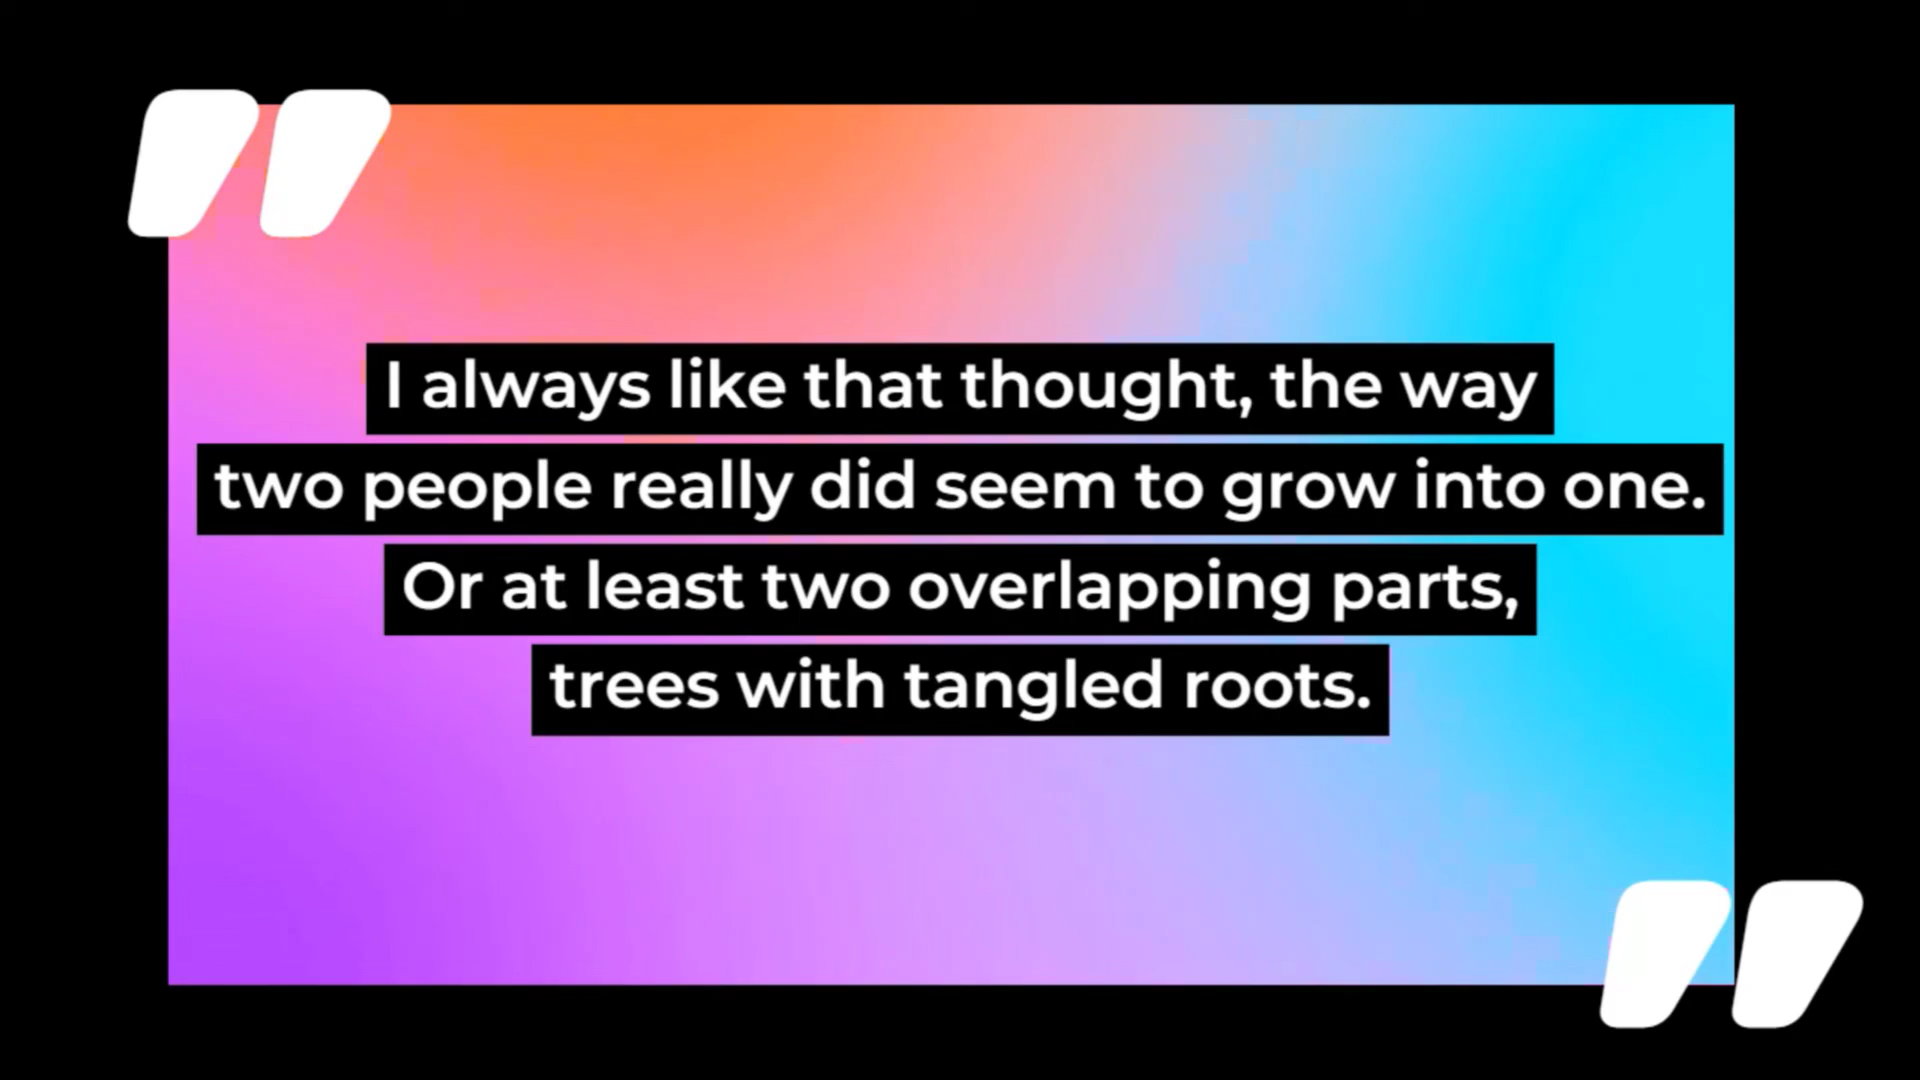 I always like that thought, the way
two people really did seem to grow into one.
Or at least two overlapping parts,
trees with tangled roots.